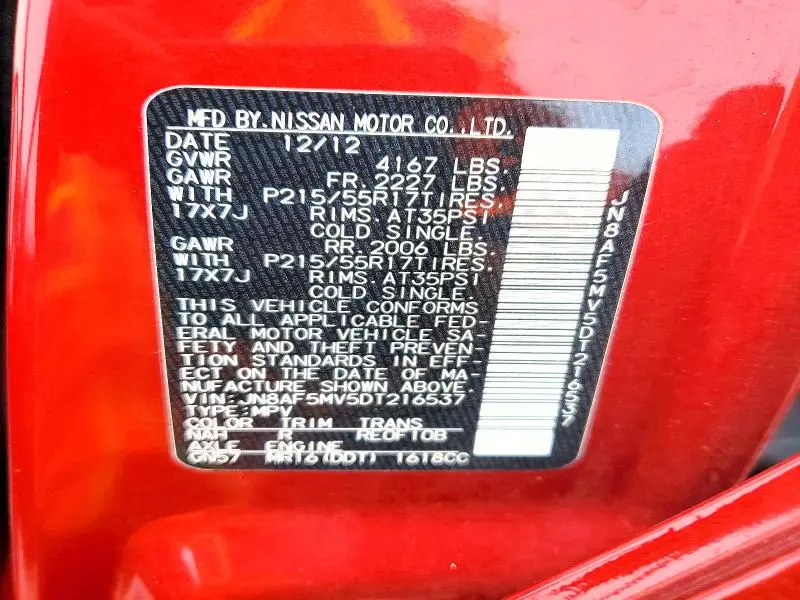 MFD BY.NISSAN MOTOR CO.,LTD.
DATE 12/12
GVWR 4167 LBS.
GAWR FR.2227 LBS.
WITH P215/55R17TIRES.
17X7J RIMS.AT35PSI
COLD SINGLE.
GAWR RR.2006 LBS.
WITH P215/55R17TIRES.
17X7J RIMS.AT35PSI
COLD SINGLE.
THIS VEHICLE CONFORMS
TO ALL APPLICABLE FED-
ERAL MOTOR VEHICLE SA-
FETY AND THEFT PREVEN-
TION STANDARDS IN EFF-
ECT ON THE DATE OF MA-
NUFACTURE SHOWN ABOVE.
VIN:JN8AF5MV5DT216537
TYPE:MPV
COLOR TRIM TRANS
NAH R RE0F10B
AXLE ENGINE
GN57 MR16(DDT) 1618CC
JN8AF5MV5DT216537